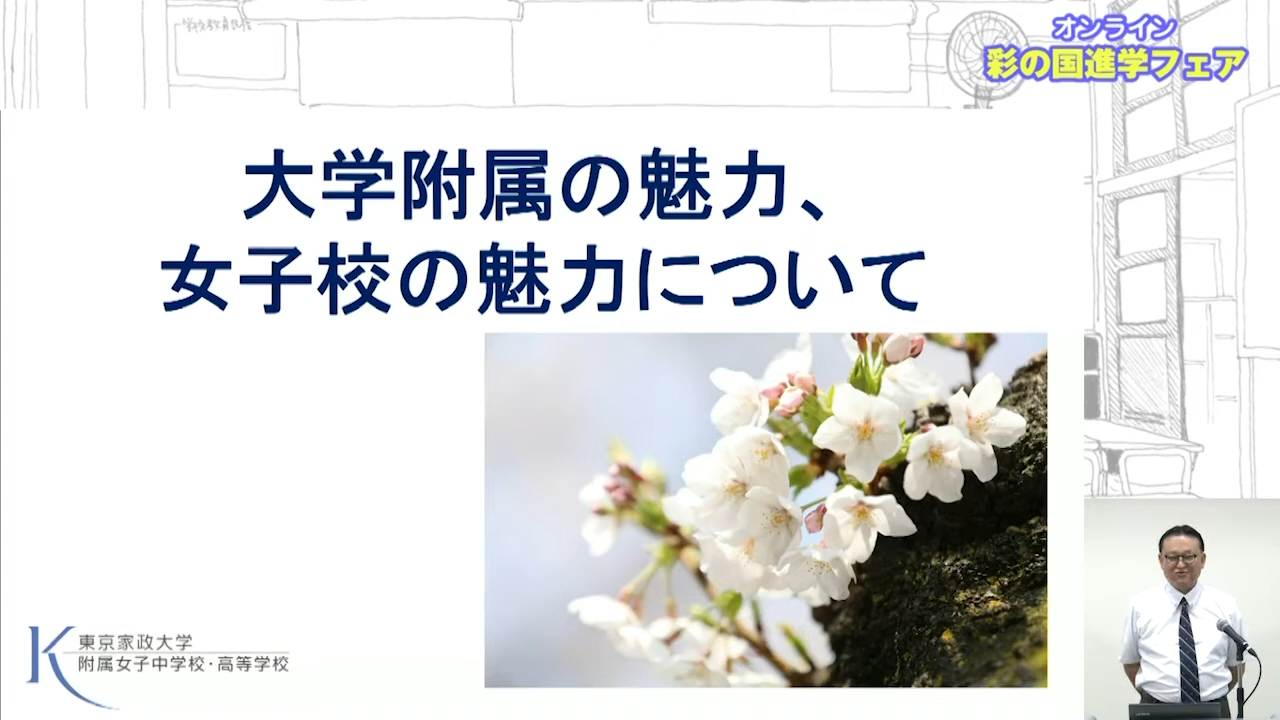 オンライン
彩の国進学フェア
大学附属の魅力、
女子校の魅力について
K 東京家政大学
附属女子中学校・高等学校